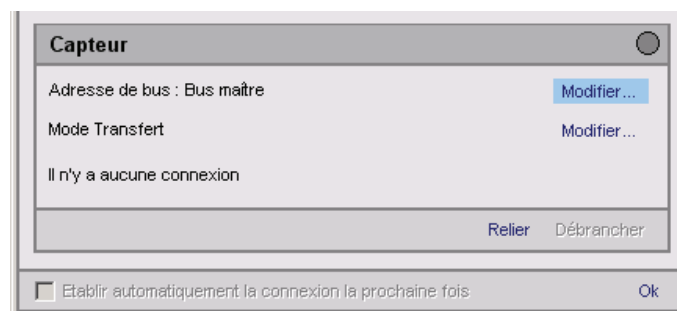 Capteur
Adresse de bus : Bus maître Modifier...
Mode Transfert Modifier...
Il n'y a aucune connexion
Relier Débrancher
Etablir automatiquement la connexion la prochaine fois Ok